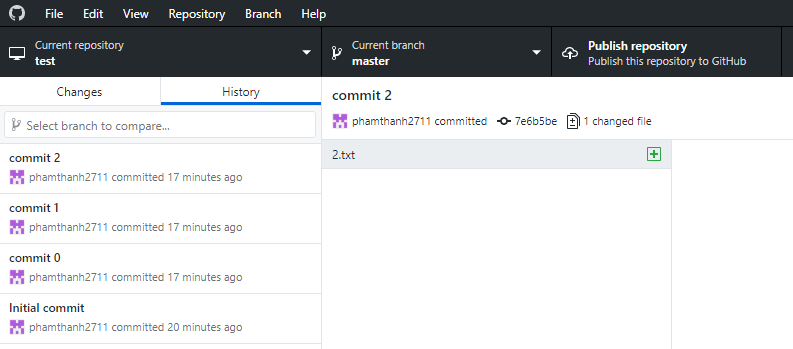 File Edit View Repository Branch Help
Current repository
test
Current branch
master
Publish repository
Publish this repository to GitHub
Changes
History
Select branch to compare...
commit 2
phamthanh2711 committed 17 minutes ago
commit 1
phamthanh2711 committed 17 minutes ago
commit 0
phamthanh2711 committed 17 minutes ago
Initial commit
phamthanh2711 committed 20 minutes ago
commit 2
phamthanh2711 committed 7e6b5be 1 changed file
2.txt